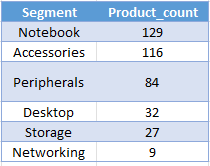 Segment Product_count
Notebook 129
Accessories 116
Peripherals 84
Desktop 32
Storage 27
Networking 9